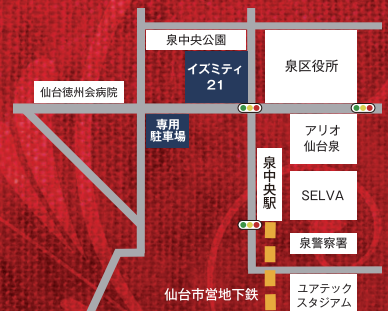 泉中央公園
イズミティ
21
泉区役所
仙台徳州会病院
専用
駐車場
アリオ
仙台泉
泉中央駅
SELVA
泉警察署
仙台市営地下鉄
ユアテック
スタジアム